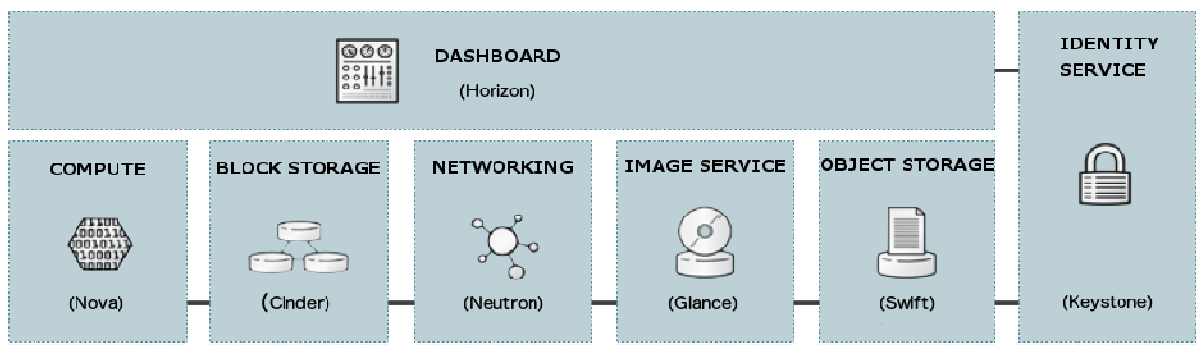 DASHBOARD
(Horizon)
IDENTITY
SERVICE
COMPUTE
BLOCK STORAGE
NETWORKING
IMAGE SERVICE
OBJECT STORAGE
(Nova)
(Cinder)
(Neutron)
(Glance)
(Swift)
(Keystone)